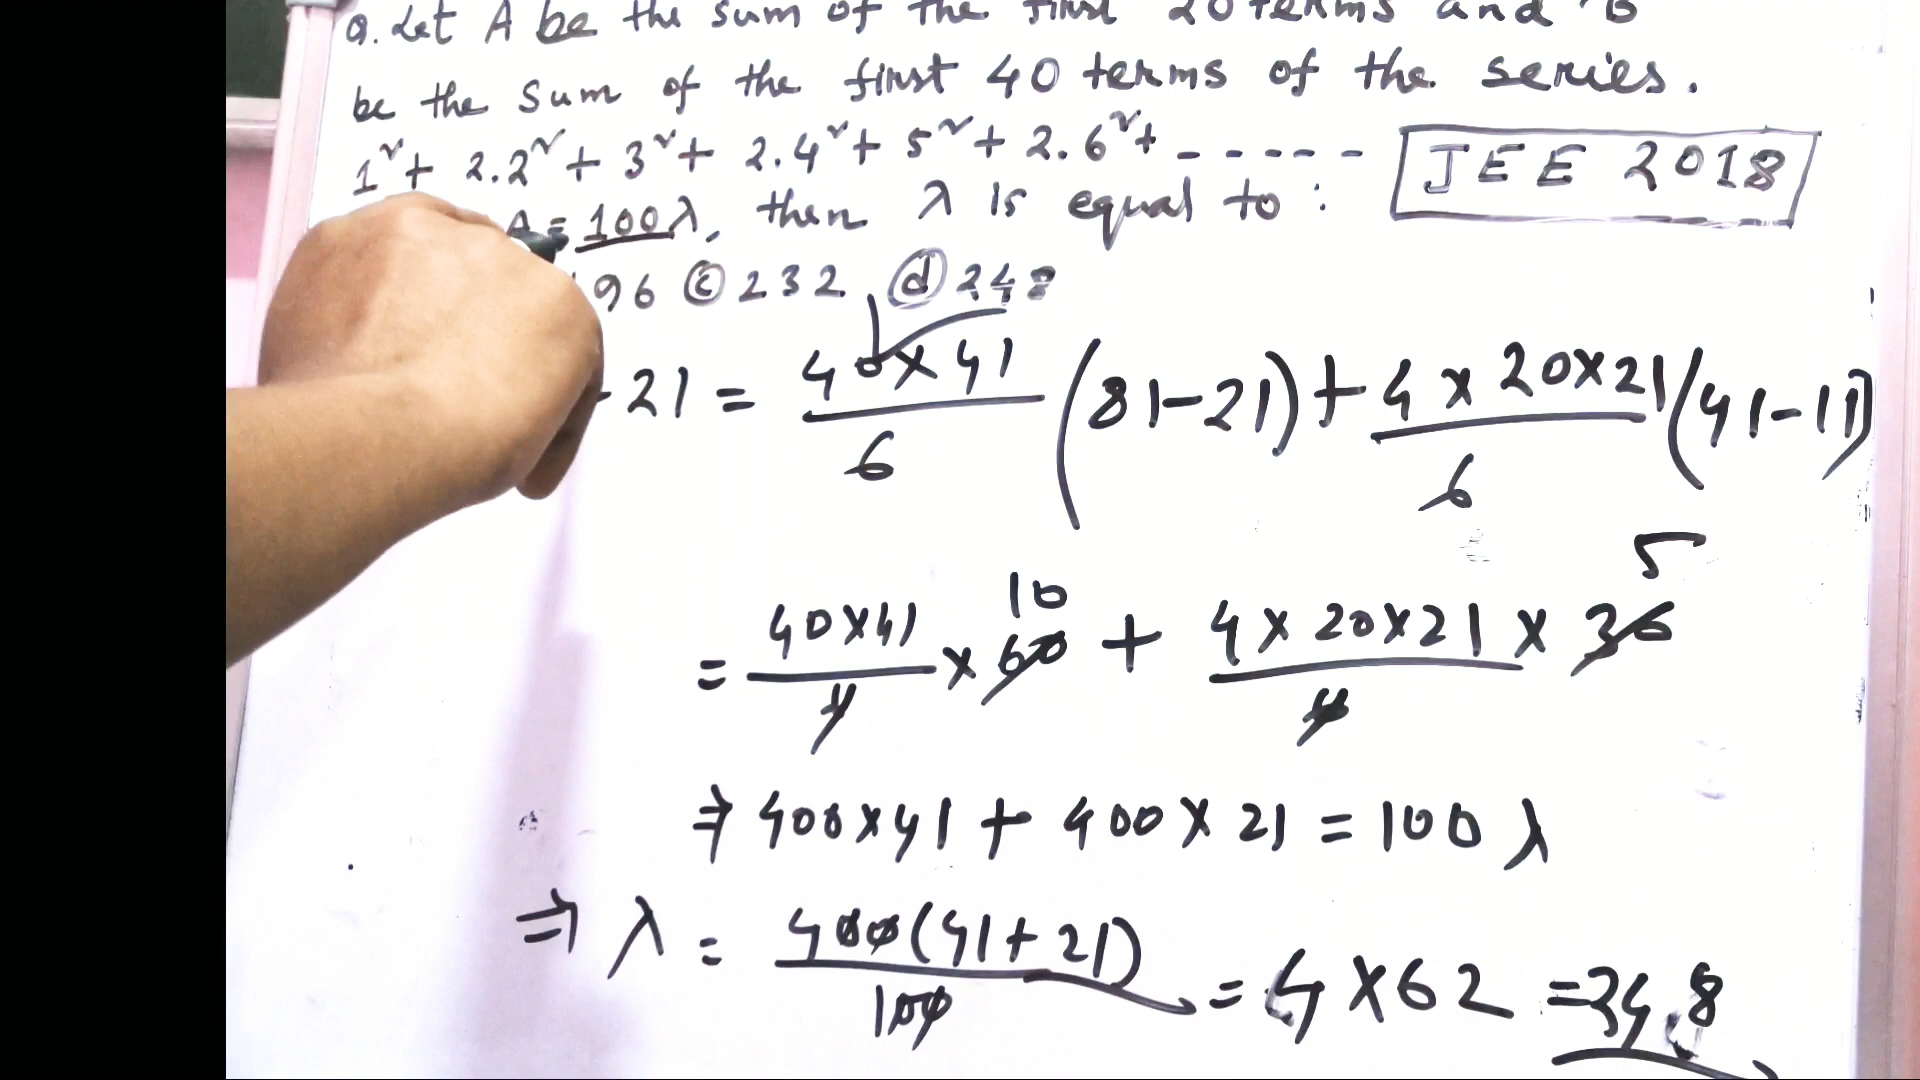 Q. Let A be the sum of the first 20 terms and B
be the sum of the first 40 terms of the series.
1² + 2.2² + 3² + 2.4² + 5² + 2.6² + ----- JEE 2018
A = 100λ, then λ is equal to :
96 (c) 232 (d) 248
- 21 = 40×41/6 (81-21) + 4×20×21/6 (41-11)
10 5
= 40×41/6 × 60 + 4×20×21/6 × 30
⇒ 400×41 + 400×21 = 100λ
⇒ λ = 400(41+21)/100 = 4×62 = 248